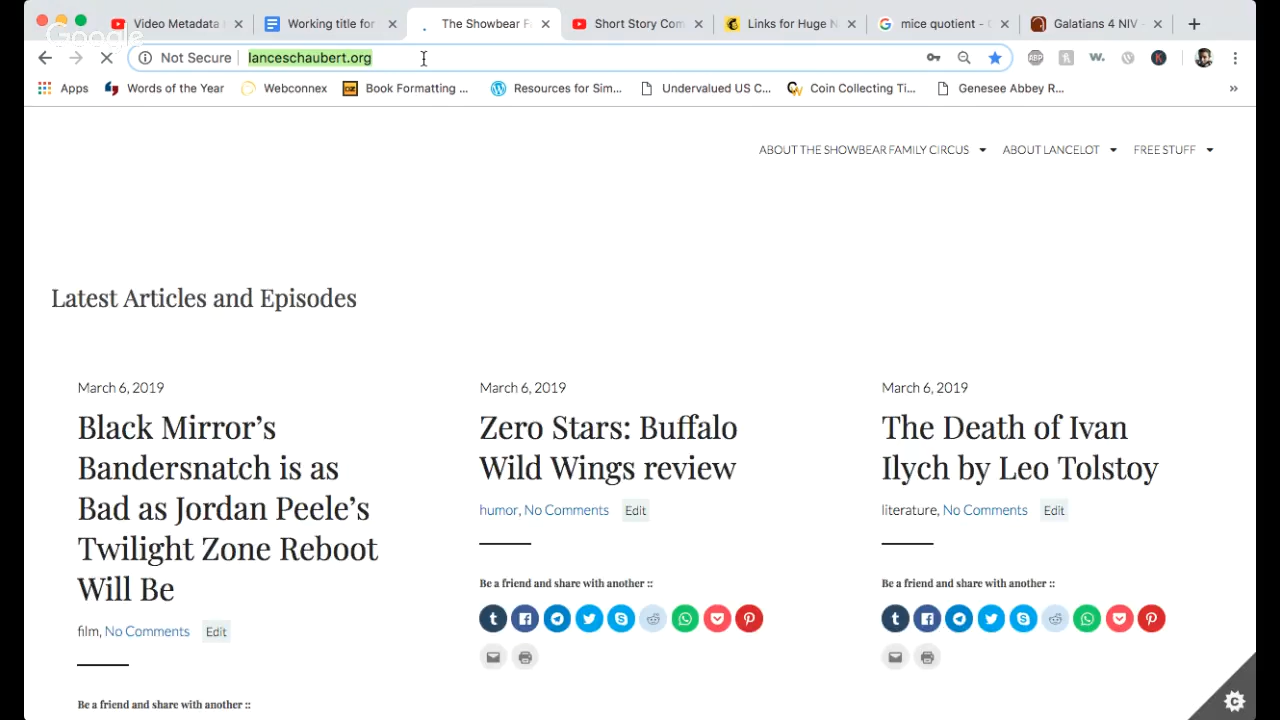 Google
Video Metadata
Working title for
The Showbear F
Short Story Com
Links for Huge N
mice quotient -
Galatians 4 NIV
Not Secure
lanceschaubert.org
ABP
W.
K
Apps
Words of the Year
Webconnex
Book Formatting ...
Resources for Sim...
Undervalued US C...
Coin Collecting Ti...
Genesee Abbey R...
»
ABOUT THE SHOWBEAR FAMILY CIRCUS
ABOUT LANCELOT
FREE STUFF
Latest Articles and Episodes
March 6, 2019
Black Mirror's
Bandersnatch is as
Bad as Jordan Peele's
Twilight Zone Reboot
Will Be
film, No Comments Edit
Be a friend and share with another ::
March 6, 2019
Zero Stars: Buffalo
Wild Wings review
humor, No Comments Edit
Be a friend and share with another ::
March 6, 2019
The Death of Ivan
Ilych by Leo Tolstoy
literature, No Comments Edit
Be a friend and share with another ::